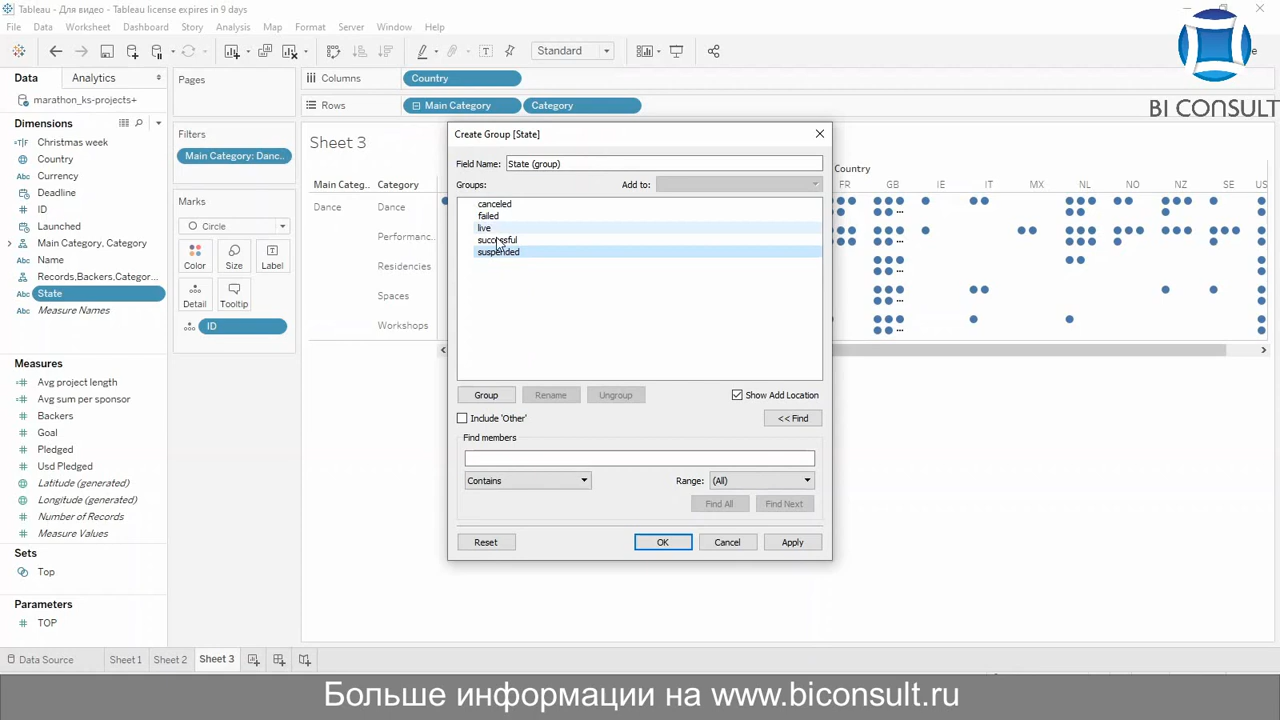 Tableau - Для видео - Tableau license expires in 9 days
File Data Worksheet Dashboard Story Analysis Map Format Server Window Help
Standard
BI CONSULT
Data Analytics
marathon_ks-projects+
Dimensions
Christmas week
Country
Currency
Deadline
ID
Launched
Main Category, Category
Name
Records,Backers,Categor...
State
Measure Names
Measures
Avg project length
Avg sum per sponsor
Backers
Goal
Pledged
Usd Pledged
Latitude (generated)
Longitude (generated)
Number of Records
Measure Values
Sets
Top
Parameters
TOP
Pages
Filters
Main Category: Danc..
Marks
Circle
Color Size Label
Detail Tooltip
ID
Columns Country
Rows Main Category Category
Sheet 3
Country
Main Categ.. Category FR GB IE IT MX NL NO NZ SE US
Dance Dance
Performanc..
Residencies
Spaces
Workshops
Create Group [State]
Field Name: State (group)
Groups: Add to:
canceled
failed
live
successful
suspended
Group Rename Ungroup Show Add Location
Include 'Other' << Find
Find members
Contains Range: (All)
Find All Find Next
Reset OK Cancel Apply
Data Source Sheet 1 Sheet 2 Sheet 3
Больше информации на www.biconsult.ru